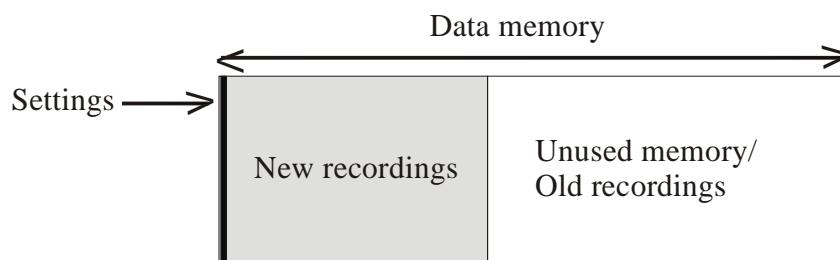 Data memory
Settings
New recordings
Unused memory/
Old recordings